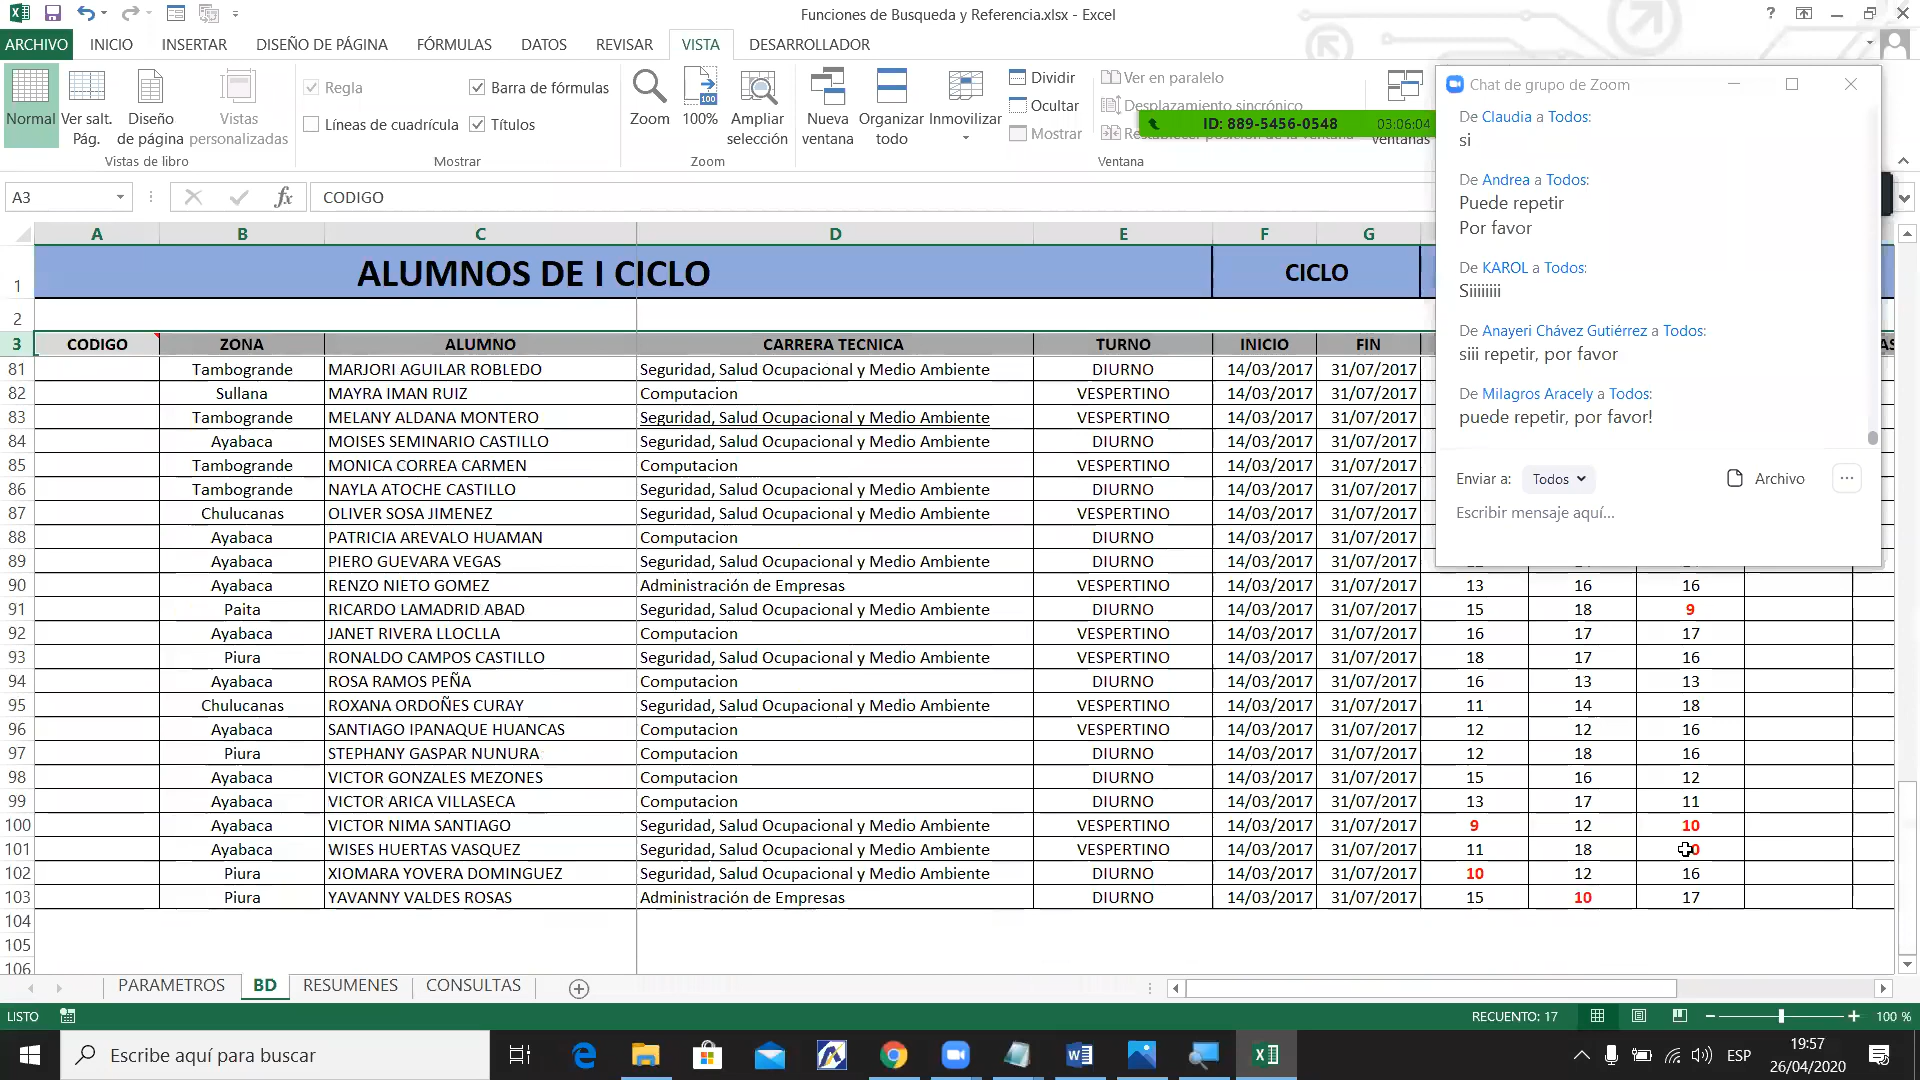 Funciones de Busqueda y Referencia.xlsx - Excel
ARCHIVO INICIO INSERTAR DISEÑO DE PÁGINA FÓRMULAS DATOS REVISAR VISTA DESARROLLADOR
Normal
Ver salt. Pág.
Diseño de página
Vistas personalizadas
Vistas de libro
Regla
Barra de fórmulas
Líneas de cuadrícula
Títulos
Mostrar
Zoom
100
100%
Ampliar selección
Zoom
Nueva ventana
Organizar todo
Inmovilizar
Dividir
Ocultar
Mostrar
Ver en paralelo
Desplazamiento sincrónico
Ventana
ventanas
ID: 889-5456-0548 03:06:04
Chat de grupo de Zoom
De Claudia a Todos:
si
De Andrea a Todos:
Puede repetir
Por favor
De KAROL a Todos:
Siiiiiiii
De Anayeri Chávez Gutiérrez a Todos:
siii repetir, por favor
De Milagros Aracely a Todos:
puede repetir, por favor!
Enviar a: Todos Archivo
Escribir mensaje aquí...
A3 fx CODIGO
A B C D E F G
1 ALUMNOS DE I CICLO CICLO
2
3 CODIGO ZONA ALUMNO CARRERA TECNICA TURNO INICIO FIN
81 Tambogrande MARJORI AGUILAR ROBLEDO Seguridad, Salud Ocupacional y Medio Ambiente DIURNO 14/03/2017 31/07/2017
82 Sullana MAYRA IMAN RUIZ Computacion VESPERTINO 14/03/2017 31/07/2017
83 Tambogrande MELANY ALDANA MONTERO Seguridad, Salud Ocupacional y Medio Ambiente VESPERTINO 14/03/2017 31/07/2017
84 Ayabaca MOISES SEMINARIO CASTILLO Seguridad, Salud Ocupacional y Medio Ambiente DIURNO 14/03/2017 31/07/2017
85 Tambogrande MONICA CORREA CARMEN Computacion VESPERTINO 14/03/2017 31/07/2017
86 Tambogrande NAYLA ATOCHE CASTILLO Seguridad, Salud Ocupacional y Medio Ambiente DIURNO 14/03/2017 31/07/2017
87 Chulucanas OLIVER SOSA JIMENEZ Seguridad, Salud Ocupacional y Medio Ambiente VESPERTINO 14/03/2017 31/07/2017
88 Ayabaca PATRICIA AREVALO HUAMAN Computacion DIURNO 14/03/2017 31/07/2017
89 Ayabaca PIERO GUEVARA VEGAS Seguridad, Salud Ocupacional y Medio Ambiente DIURNO 14/03/2017 31/07/2017
90 Ayabaca RENZO NIETO GOMEZ Administración de Empresas VESPERTINO 14/03/2017 31/07/2017 13 16 16
91 Paita RICARDO LAMADRID ABAD Seguridad, Salud Ocupacional y Medio Ambiente DIURNO 14/03/2017 31/07/2017 15 18 9
92 Ayabaca JANET RIVERA LLOCLLA Computacion VESPERTINO 14/03/2017 31/07/2017 16 17 17
93 Piura RONALDO CAMPOS CASTILLO Seguridad, Salud Ocupacional y Medio Ambiente VESPERTINO 14/03/2017 31/07/2017 18 17 16
94 Ayabaca ROSA RAMOS PEÑA Computacion DIURNO 14/03/2017 31/07/2017 16 13 13
95 Chulucanas ROXANA ORDOÑES CURAY Seguridad, Salud Ocupacional y Medio Ambiente VESPERTINO 14/03/2017 31/07/2017 11 14 18
96 Ayabaca SANTIAGO IPANAQUE HUANCAS Computacion VESPERTINO 14/03/2017 31/07/2017 12 12 16
97 Piura STEPHANY GASPAR NUNURA Computacion DIURNO 14/03/2017 31/07/2017 12 18 16
98 Ayabaca VICTOR GONZALES MEZONES Computacion DIURNO 14/03/2017 31/07/2017 15 16 12
99 Ayabaca VICTOR ARICA VILLASECA Computacion DIURNO 14/03/2017 31/07/2017 13 17 11
100 Ayabaca VICTOR NIMA SANTIAGO Seguridad, Salud Ocupacional y Medio Ambiente VESPERTINO 14/03/2017 31/07/2017 9 12 10
101 Ayabaca WISES HUERTAS VASQUEZ Seguridad, Salud Ocupacional y Medio Ambiente VESPERTINO 14/03/2017 31/07/2017 11 18
102 Piura XIOMARA YOVERA DOMINGUEZ Seguridad, Salud Ocupacional y Medio Ambiente DIURNO 14/03/2017 31/07/2017 10 12 16
103 Piura YAVANNY VALDES ROSAS Administración de Empresas DIURNO 14/03/2017 31/07/2017 15 10 17
104
105
106
PARAMETROS BD RESUMENES CONSULTAS
LISTO RECUENTO: 17 100 %
Escribe aquí para buscar
ESP
19:57
26/04/2020